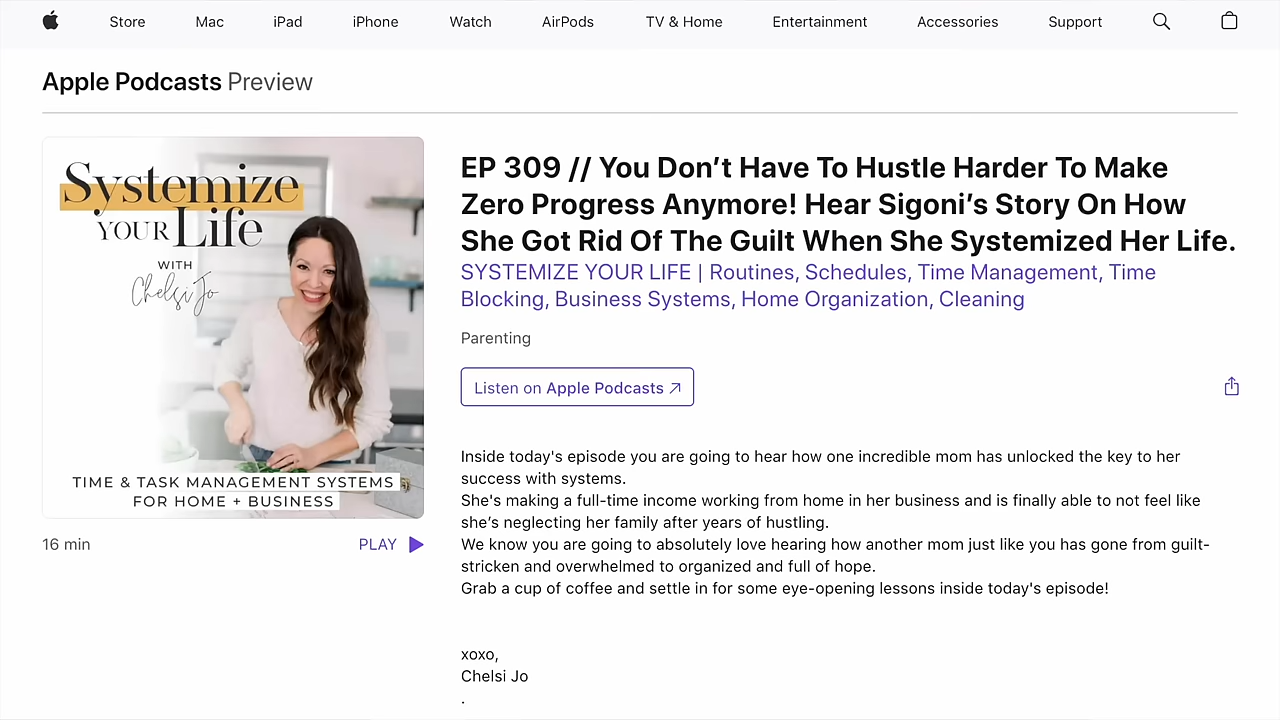 Store Mac iPad iPhone Watch AirPods TV & Home Entertainment Accessories Support
Apple Podcasts Preview
Systemize
YOUR Life
WITH
Chelsi Jo
TIME & TASK MANAGEMENT SYSTEMS
FOR HOME + BUSINESS
16 min PLAY
EP 309 // You Don’t Have To Hustle Harder To Make
Zero Progress Anymore! Hear Sigoni’s Story On How
She Got Rid Of The Guilt When She Systemized Her Life.
SYSTEMIZE YOUR LIFE | Routines, Schedules, Time Management, Time
Blocking, Business Systems, Home Organization, Cleaning
Parenting
Listen on Apple Podcasts ↗
Inside today's episode you are going to hear how one incredible mom has unlocked the key to her
success with systems.
She's making a full-time income working from home in her business and is finally able to not feel like
she’s neglecting her family after years of hustling.
We know you are going to absolutely love hearing how another mom just like you has gone from guilt-
stricken and overwhelmed to organized and full of hope.
Grab a cup of coffee and settle in for some eye-opening lessons inside today's episode!
xoxo,
Chelsi Jo
.